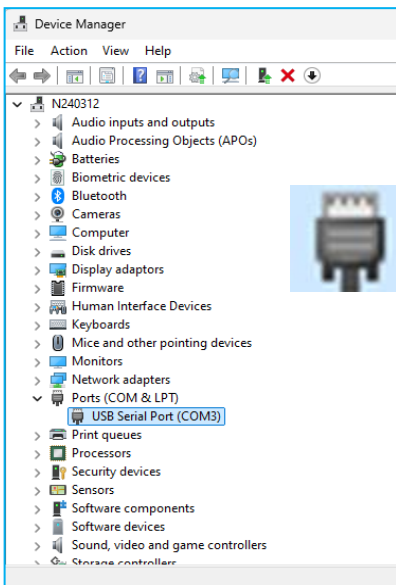 Device Manager
File Action View Help
N240312
Audio inputs and outputs
Audio Processing Objects (APOs)
Batteries
Biometric devices
Bluetooth
Cameras
Computer
Disk drives
Display adaptors
Firmware
Human Interface Devices
Keyboards
Mice and other pointing devices
Monitors
Network adapters
Ports (COM & LPT)
USB Serial Port (COM3)
Print queues
Processors
Security devices
Sensors
Software components
Software devices
Sound, video and game controllers
Storage controllers